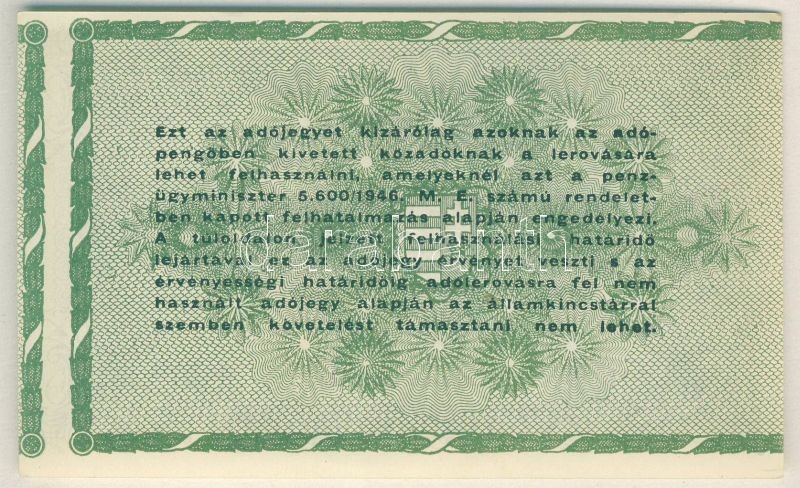 Ezt az adójegyet kizárólag azoknak az adó-
pengőben kivetett közadóknak a lerovására
lehet felhasználni, amelyeknél azt a pénz-
ügyminiszter 5.600/1946. M. E. számú rendelet-
ben kapott felhatalmazás alapján engedélyezi.
A túloldalon jelzett felhasználási határidő
lejártával ez az adójegy érvényét veszti s az
érvényességi határidőig adólerovásra fel nem
használt adójegy alapján az államkincstárral
szemben követelést támasztani nem lehet.
darabanth